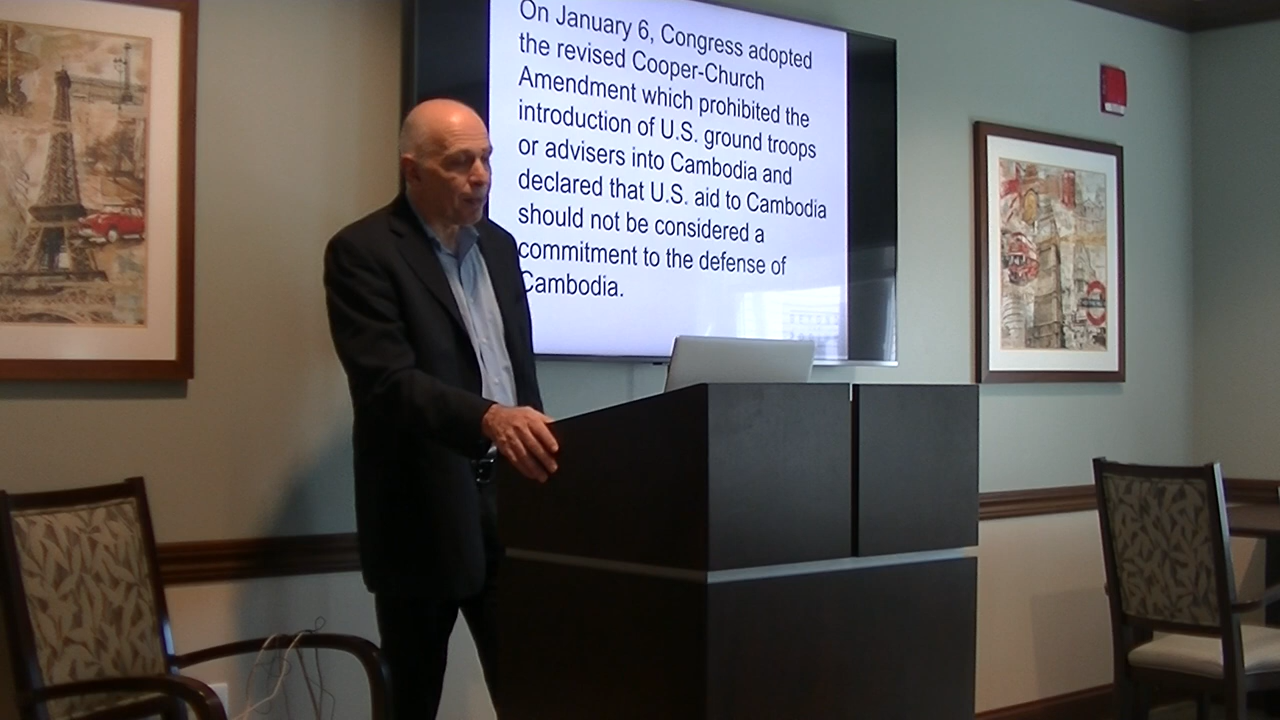 On January 6, Congress adopted
the revised Cooper-Church
Amendment which prohibited the
introduction of U.S. ground troops
or advisers into Cambodia and
declared that U.S. aid to Cambodia
should not be considered a
commitment to the defense of
Cambodia.